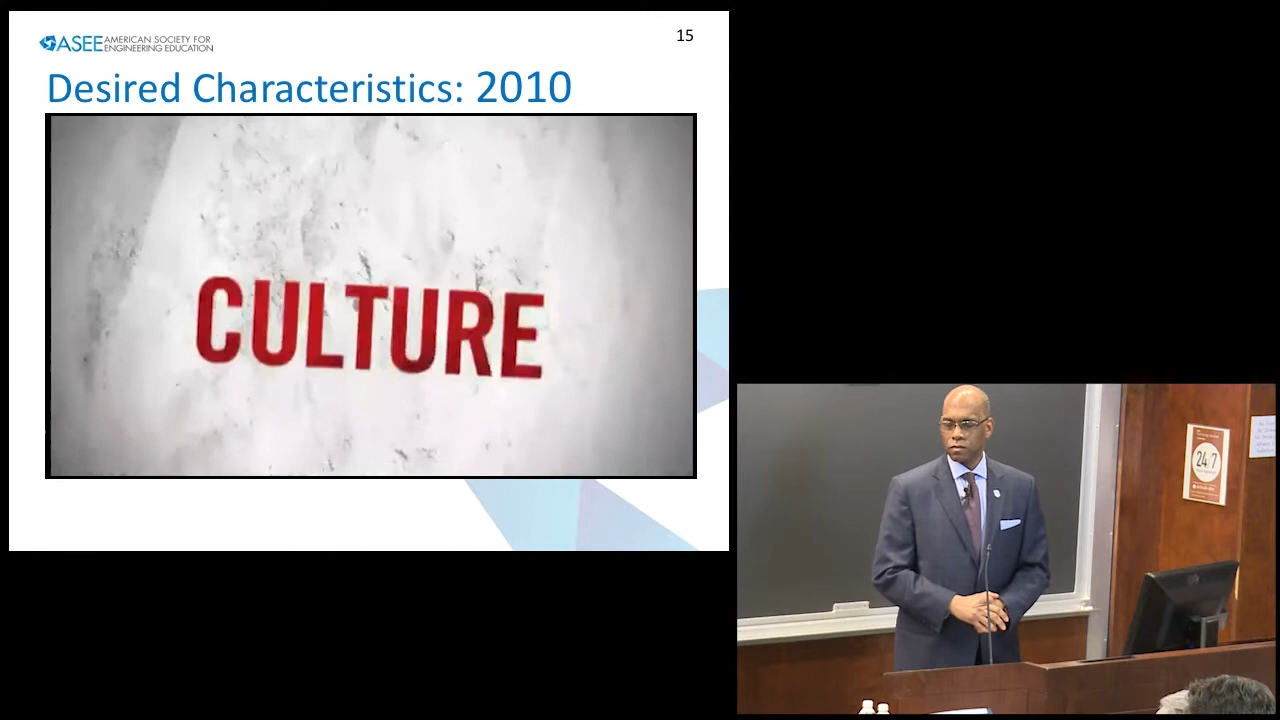 ASEE AMERICAN SOCIETY FOR
ENGINEERING EDUCATION
15
Desired Characteristics: 2010
CULTURE
24/7